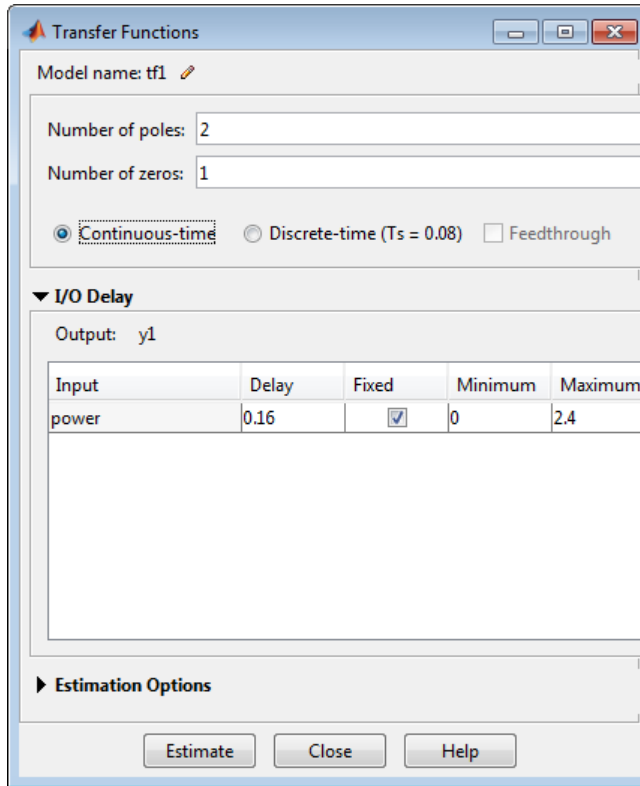 Transfer Functions
Model name: tf1
Number of poles: 2
Number of zeros: 1
Continuous-time Discrete-time (Ts = 0.08) Feedthrough
I/O Delay
Output: y1
Input Delay Fixed Minimum Maximum
power 0.16 0 2.4
Estimation Options
Estimate Close Help